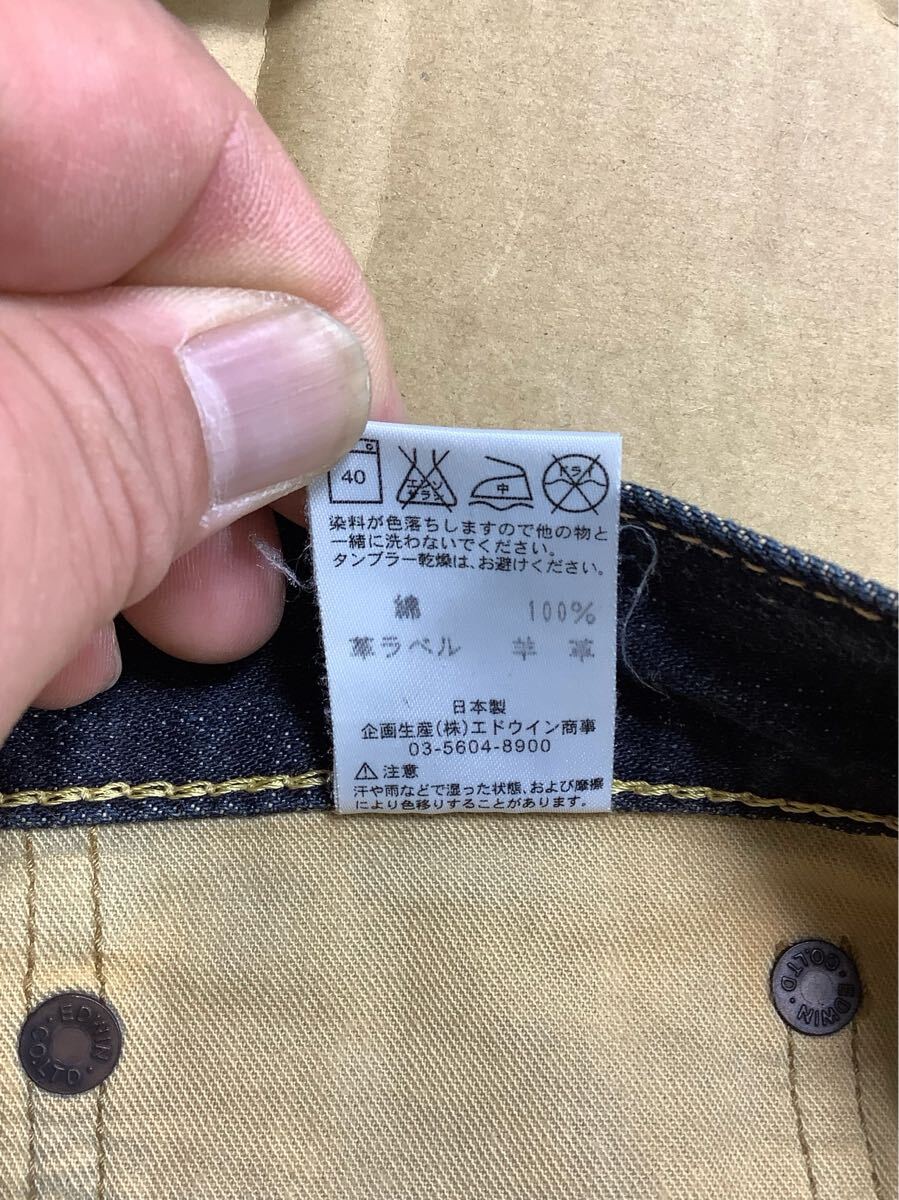 40
エンソ
サラシ
中
ドライ
染料が色落ちしますので他の物と
一緒に洗わないでください。
タンブラー乾燥は、お避けください。
綿 100%
革ラベル 羊革
日本製
企画生産(株)エドウイン商事
03-5604-8900
⚠注意
汗や雨などで湿った状態、および摩擦
により色移りすることがあります。
・EDWIN・CO.LTD
・EDWIN・CO.LTD